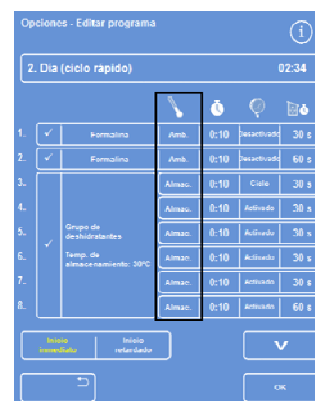 Opciones - Editar programa
i
2. Dia (ciclo rapido) 02:34
1. Formalina Amb. 0:10 Desactivado 30 s
2. Formalina Amb. 0:10 Desactivado 60 s
3. Almac. 0:10 Ciclo 30 s
4. Almac. 0:10 Activado 30 s
5. Grupo de deshidratantes Almac. 0:10 Activado 30 s
6. Temp. de almacenamiento: 30°C Almac. 0:10 Activado 30 s
7. Almac. 0:10 Activado 30 s
8. Almac. 0:10 Activado 60 s
Inicio inmediato Inicio retardado
OK